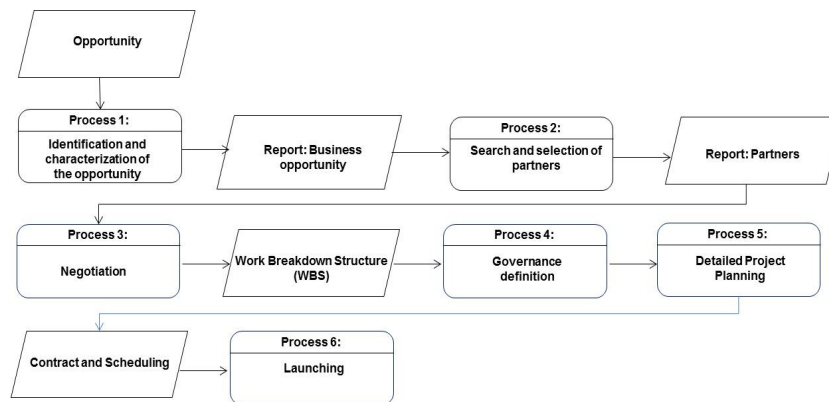 Opportunity
Process 1:
Identification and
characterization of
the opportunity
Report: Business
opportunity
Process 2:
Search and selection of
partners
Report: Partners
Process 3:
Negotiation
Work Breakdown Structure
(WBS)
Process 4:
Governance
definition
Process 5:
Detailed Project
Planning
Contract and Scheduling
Process 6:
Launching